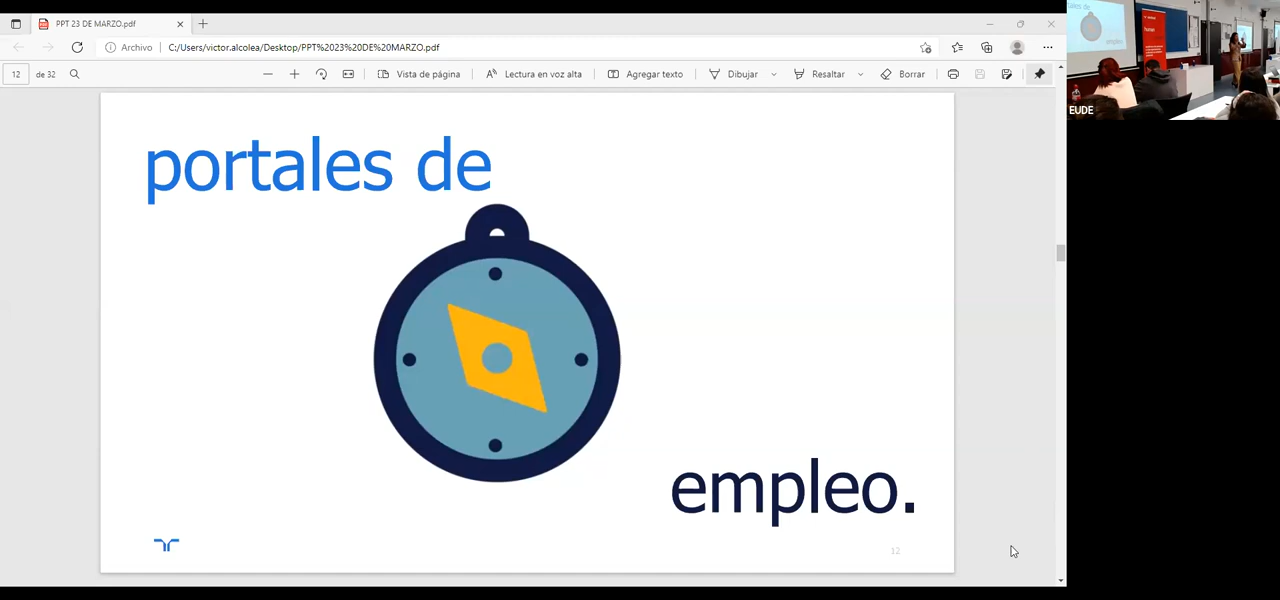 PPT 23 DE MARZO.pdf
Archivo
C:/Users/victor.alcolea/Desktop/PPT%2023%20DE%20MARZO.pdf
12 de 32
Vista de página
Lectura en voz alta
Agregar texto
Dibujar
Resaltar
Borrar
portales de
empleo.
12
EUDE